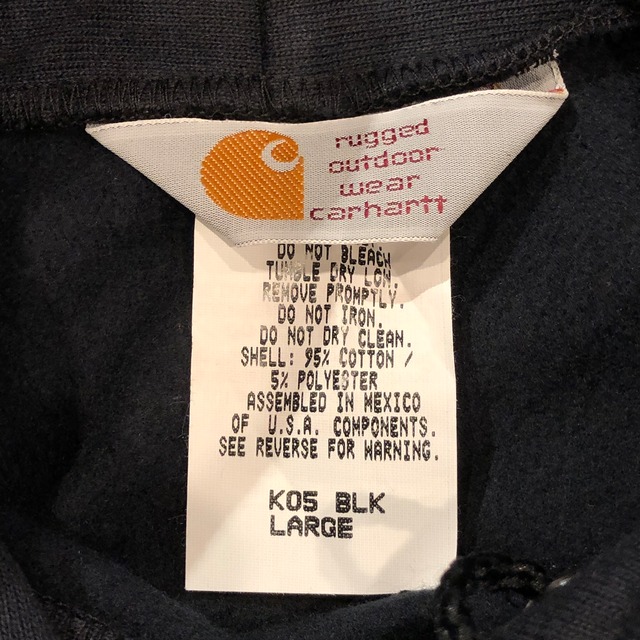 rugged
outdoor
wear
carhartt
DO NOT BLEACH
TUMBLE DRY LOW.
REMOVE PROMPTLY.
DO NOT IRON.
DO NOT DRY CLEAN.
SHELL: 95% COTTON /
5% POLYESTER
ASSEMBLED IN MEXICO
OF U.S.A. COMPONENTS.
SEE REVERSE FOR WARNING.
K05 BLK
LARGE